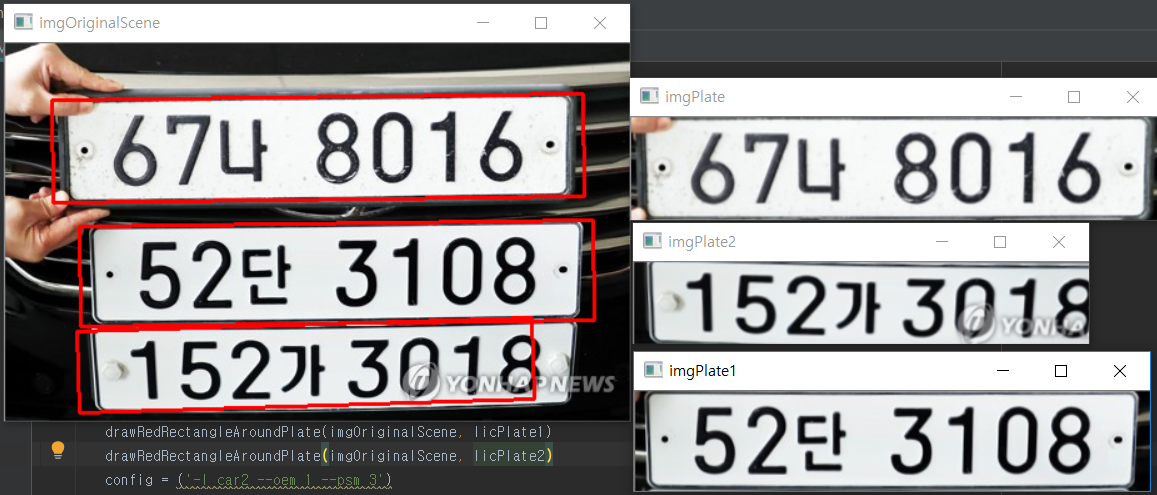 imgOriginalScene
67나 8016
52단 3108
152가 3018
YONHAP NEWS
drawRedRectangleAroundPlate(imgOriginalScene, licPlate1)
drawRedRectangleAroundPlate(imgOriginalScene, licPlate2)
config = ('-l car2 --oem 1 --psm 3')
imgPlate
67나 8016
imgPlate2
152가 3018
YONHA
imgPlate1
52단 3108